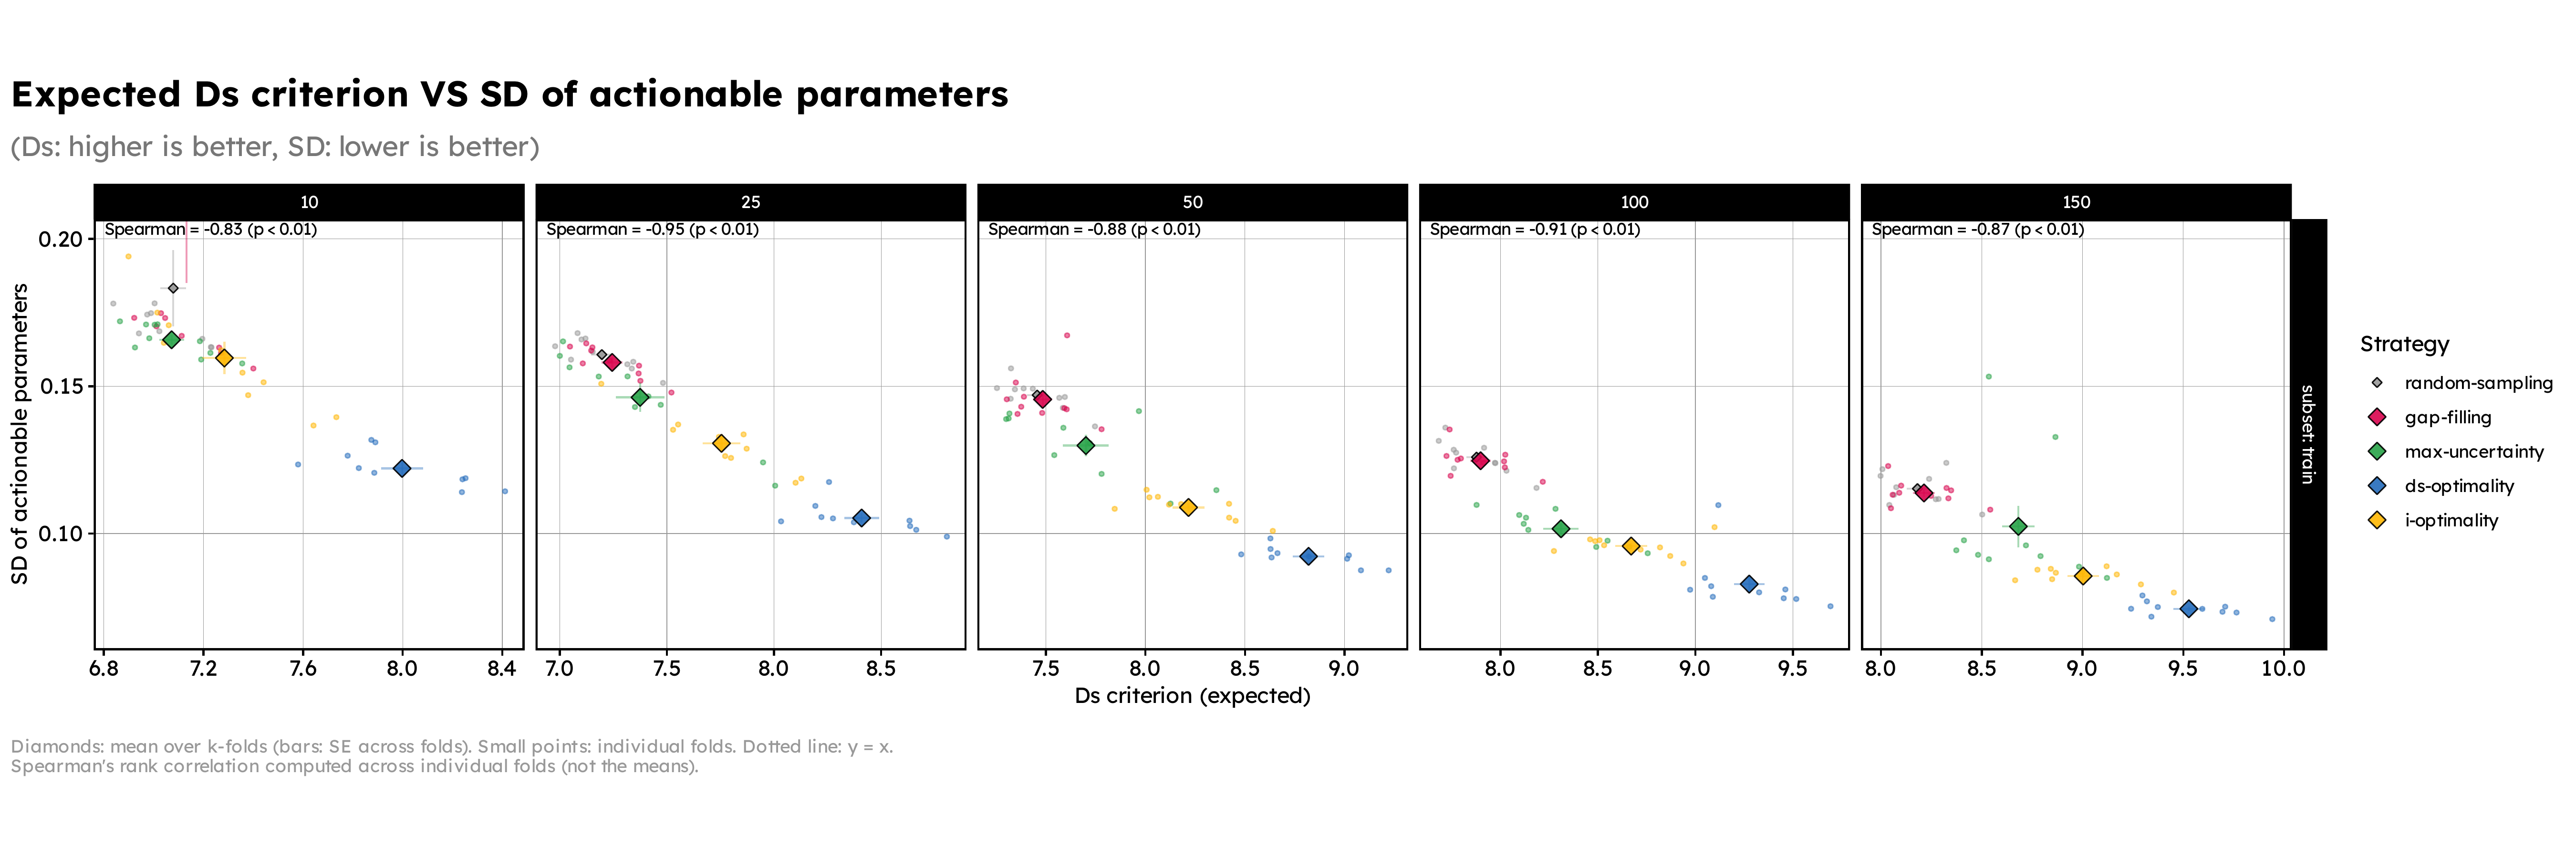 Expected Ds criterion VS SD of actionable parameters
(Ds: higher is better, SD: lower is better)
10
25
50
100
150
Spearman = -0.83 (p < 0.01)
Spearman = -0.95 (p < 0.01)
Spearman = -0.88 (p < 0.01)
Spearman = -0.91 (p < 0.01)
Spearman = -0.87 (p < 0.01)
SD of actionable parameters
0.20
0.15
0.10
subset: train
6.8 7.2 7.6 8.0 8.4
7.0 7.5 8.0 8.5
7.5 8.0 8.5 9.0
8.0 8.5 9.0 9.5
8.0 8.5 9.0 9.5 10.0
Ds criterion (expected)
Strategy
random-sampling
gap-filling
max-uncertainty
ds-optimality
i-optimality
Diamonds: mean over k-folds (bars: SE across folds). Small points: individual folds. Dotted line: y = x.
Spearman's rank correlation computed across individual folds (not the means).